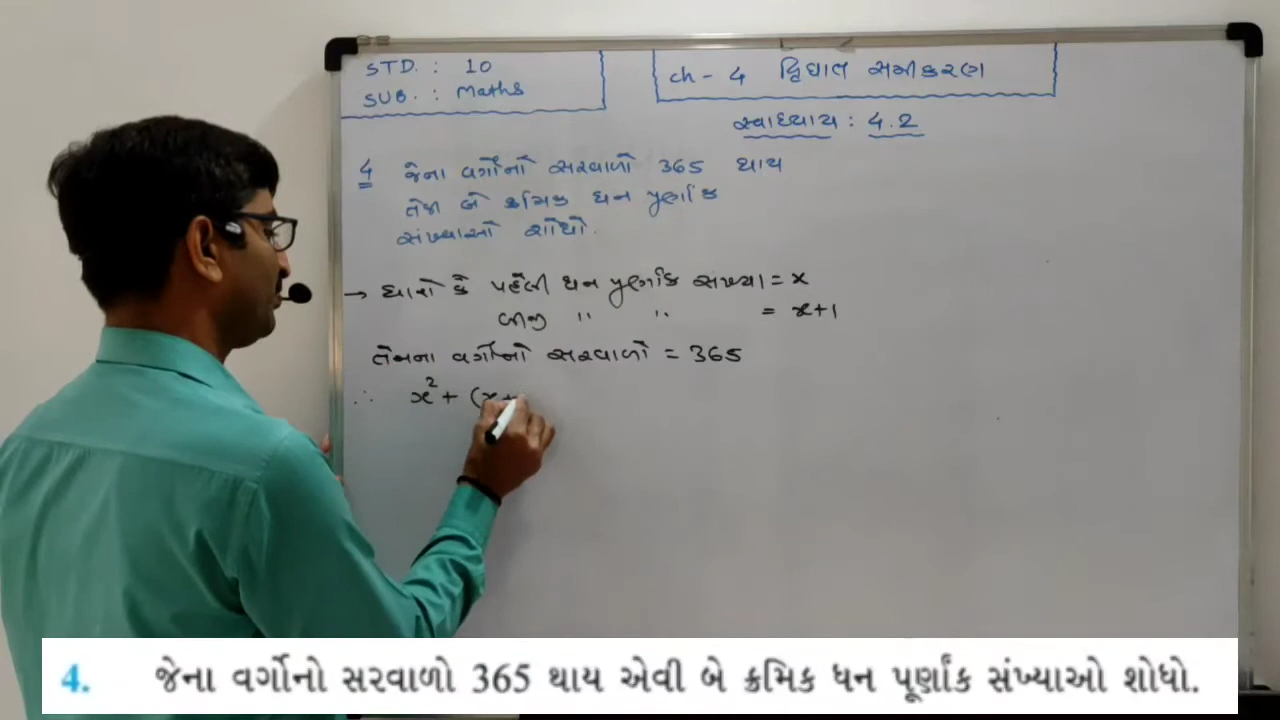 STD. : 10
SUB. : Maths
ch - 4 દ્વિઘાત સમીકરણ
સ્વાધ્યાય : 4.2
4 જેના વર્ગોનો સરવાળો 365 થાય
તેવા બે ક્રમિક ધન પૂર્ણાંક
સંખ્યાઓ શોધો.
→ ધારો કે પહેલી ધન પૂર્ણાંક સંખ્યા = x
બીજી " " = x+1
તેમના વર્ગોનો સરવાળો = 365
∴ x² + (x+
4. જેના વર્ગોનો સરવાળો 365 થાય એવી બે ક્રમિક ધન પૂર્ણાંક સંખ્યાઓ શોધો.